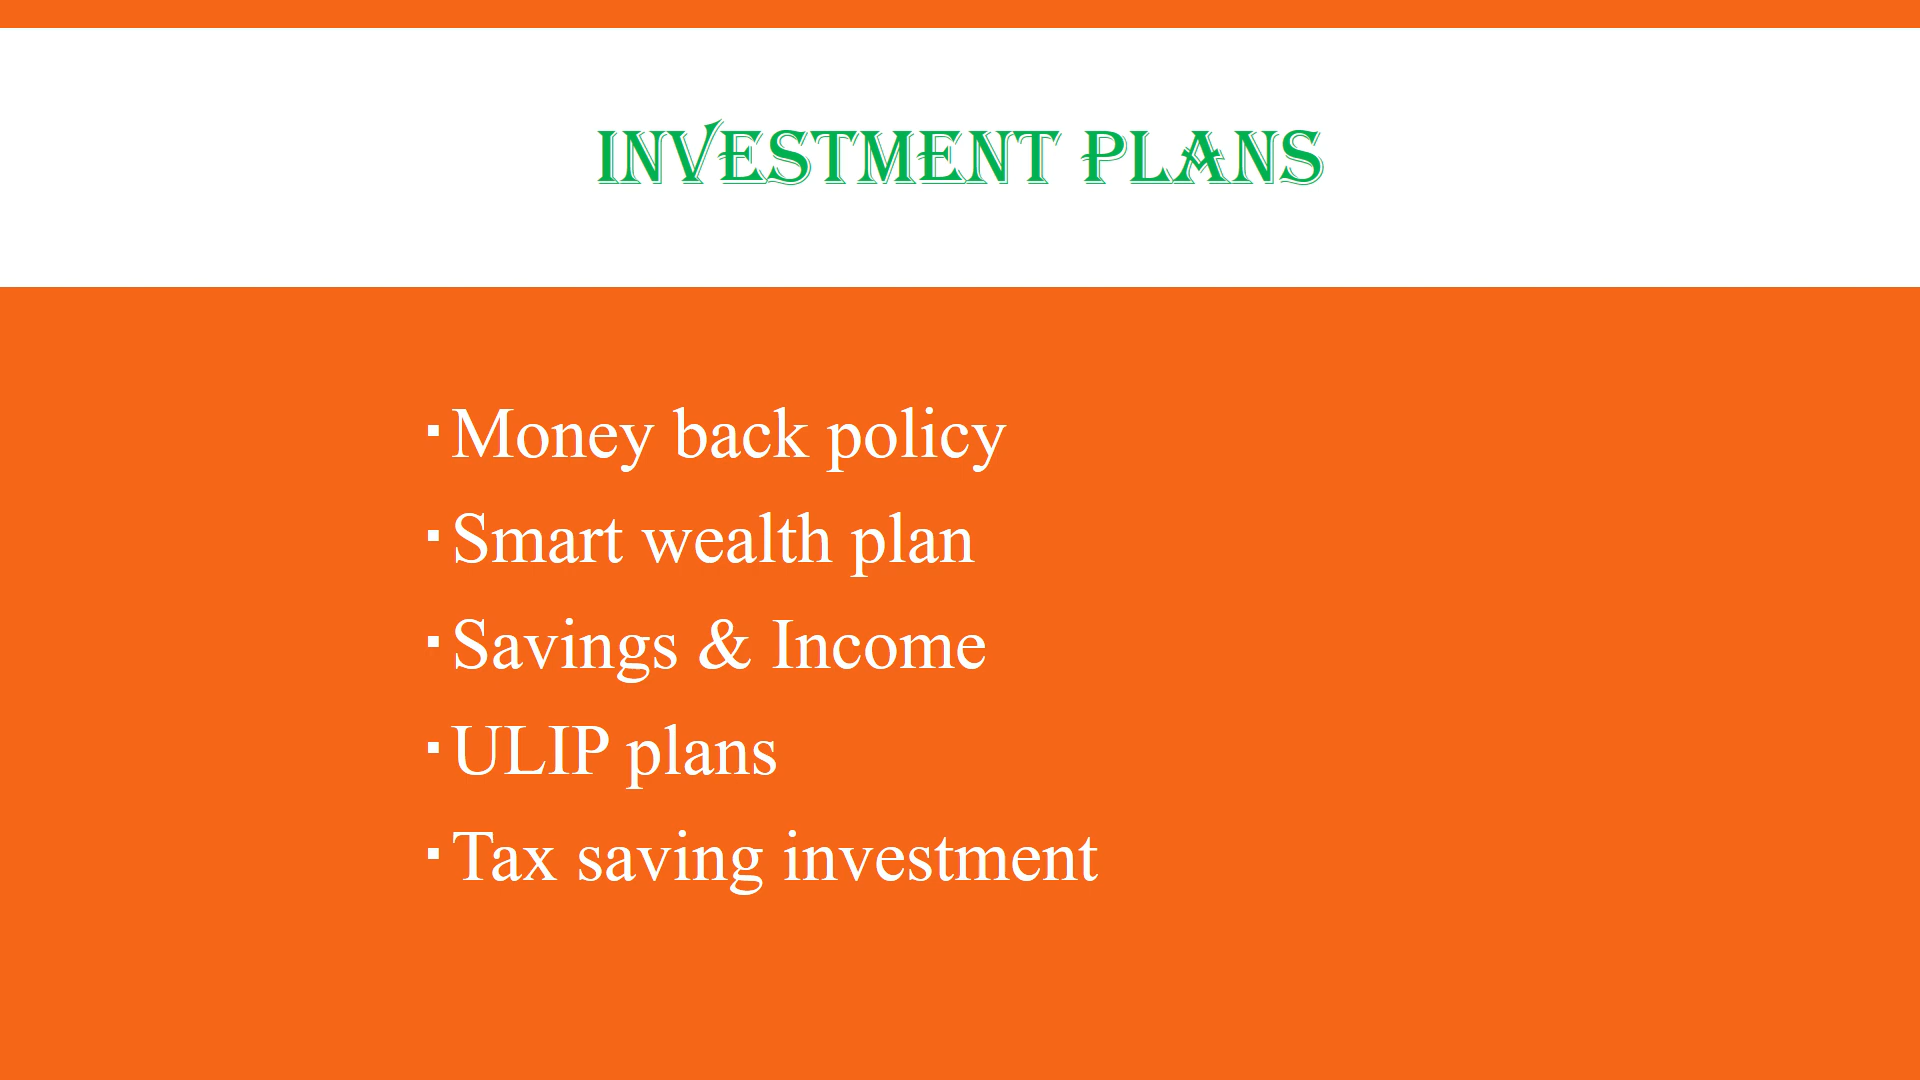 INVESTMENT PLANS
▪ Money back policy
▪ Smart wealth plan
▪ Savings & Income
▪ ULIP plans
▪ Tax saving investment